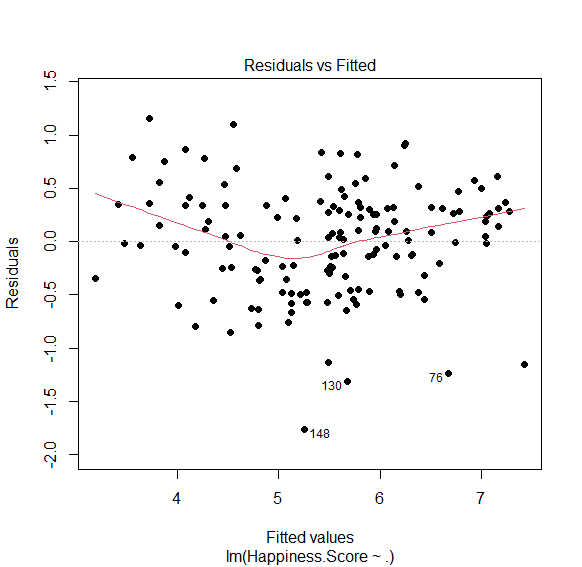 Residuals vs Fitted
1.5
1.0
0.5
0.0
-0.5
-1.0
-1.5
-2.0
Residuals
130
76
148
4 5 6 7
Fitted values
lm(Happiness.Score ~ .)